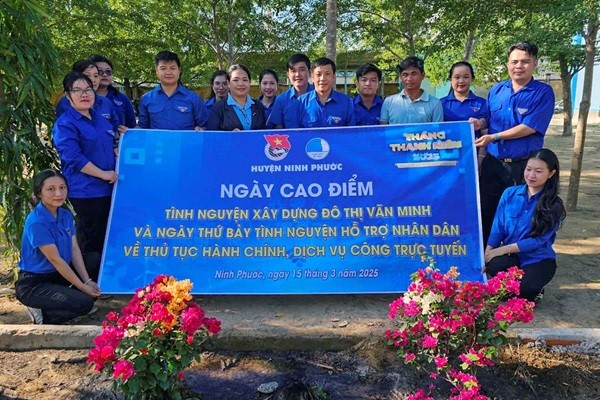 HUYỆN NINH PHƯỚC
THÁNG
THANH NIÊN
2025
NGÀY CAO ĐIỂM
TÌNH NGUYỆN XÂY DỰNG ĐÔ THỊ VĂN MINH
VÀ NGÀY THỨ BẢY TÌNH NGUYỆN HỖ TRỢ NHÂN DÂN
VỀ THỦ TỤC HÀNH CHÍNH, DỊCH VỤ CÔNG TRỰC TUYẾN
Ninh Phước, ngày 15 tháng 3 năm 2025